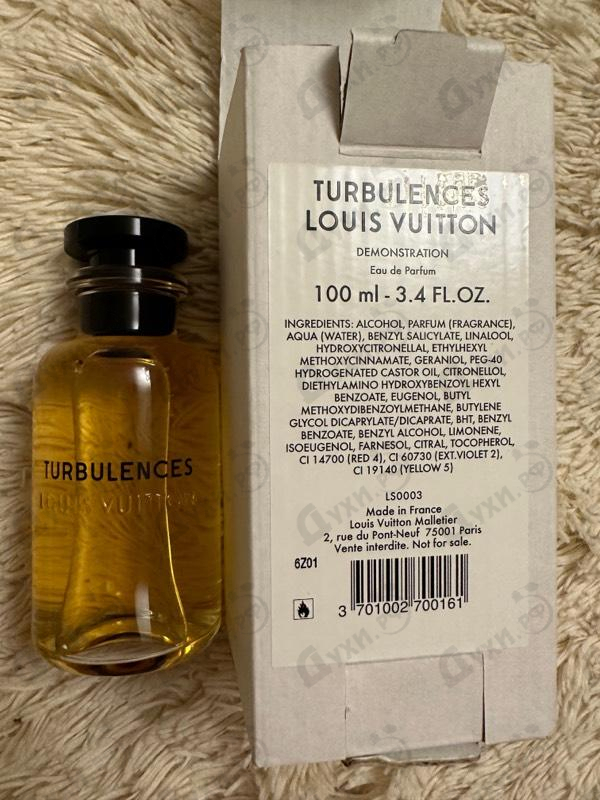 TURBULENCES
LOUIS VUITTON
DEMONSTRATION
Eau de Parfum
100 ml - 3.4 FL.OZ.
INGREDIENTS: ALCOHOL, PARFUM (FRAGRANCE),
AQUA (WATER), BENZYL SALICYLATE, LINALOOL,
HYDROXYCITRONELLAL, ETHYLHEXYL
METHOXYCINNAMATE, GERANIOL, PEG-40
HYDROGENATED CASTOR OIL, CITRONELLOL,
DIETHYLAMINO HYDROXYBENZOYL HEXYL
BENZOATE, EUGENOL, BUTYL
METHOXYDIBENZOYLMETHANE, BUTYLENE
GLYCOL DICAPRYLATE/DICAPRATE, BHT, BENZYL
BENZOATE, BENZYL ALCOHOL, LIMONENE,
ISOEUGENOL, FARNESOL, CITRAL, TOCOPHEROL,
CI 14700 (RED 4), CI 60730 (EXT.VIOLET 2),
CI 19140 (YELLOW 5)
LS0003
Made in France
Louis Vuitton Malletier
2, rue du Pont-Neuf 75001 Paris
Vente interdite. Not for sale.
6Z01
3 701002 700161
TURBULENCES
LOUIS VUITTON
Духи.рф